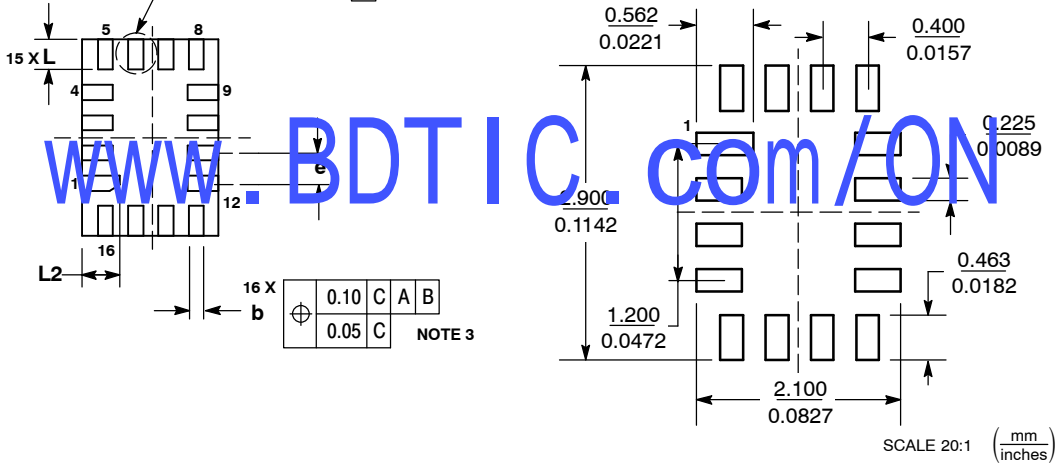 5
8
15 X L
4
9
1
e
12
16
L2
16 X
b
0.10 C A B
0.05 C
NOTE 3
0.562
0.0221
0.400
0.0157
1
0.225
0.0089
2.900
0.1142
0.463
0.0182
1.200
0.0472
2.100
0.0827
SCALE 20:1 (mm/inches)
www.BDTIC.com/ON